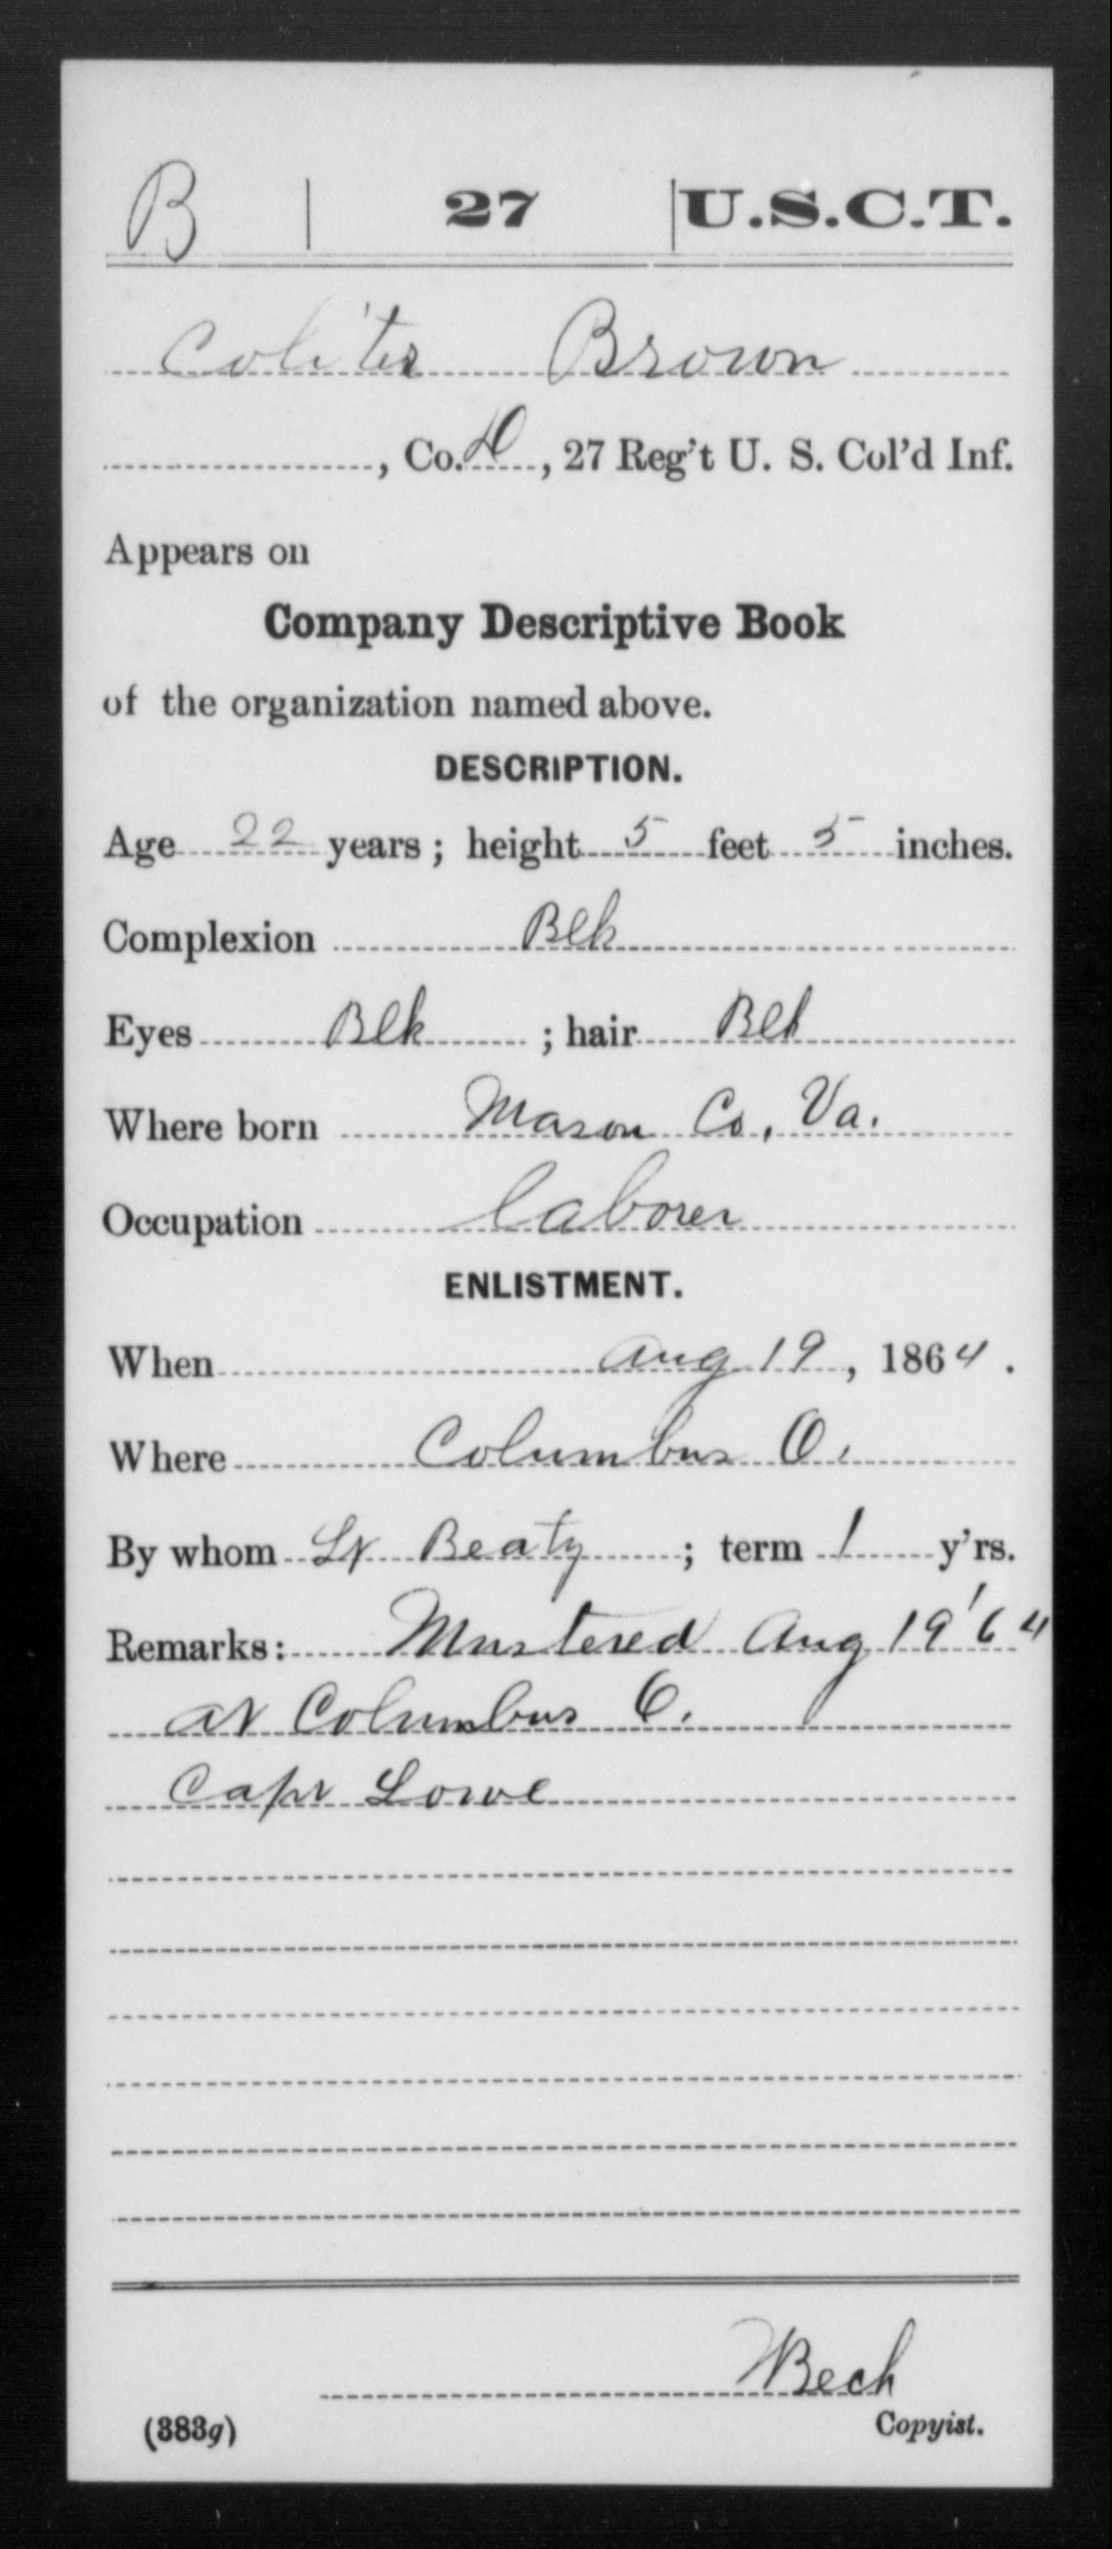 B | 27 | U.S.C.T.
Brown
, Co. D, 27 Reg't U. S. Col'd Inf.
Appears on
Company Descriptive Book
of the organization named above.
DESCRIPTION.
Age 22 years; height 5 feet 5 inches.
Complexion Blk
Eyes Blk ; hair Blk
Where born Mason Co, Va.
Occupation laborer
ENLISTMENT.
When Aug 19, 1864.
Where Columbus O.
By whom Lt Beaty ; term 1 y'rs.
Remarks: Mustered Aug 19 '64
at Columbus O.
Capt Lowe
Copyist.
(383g)